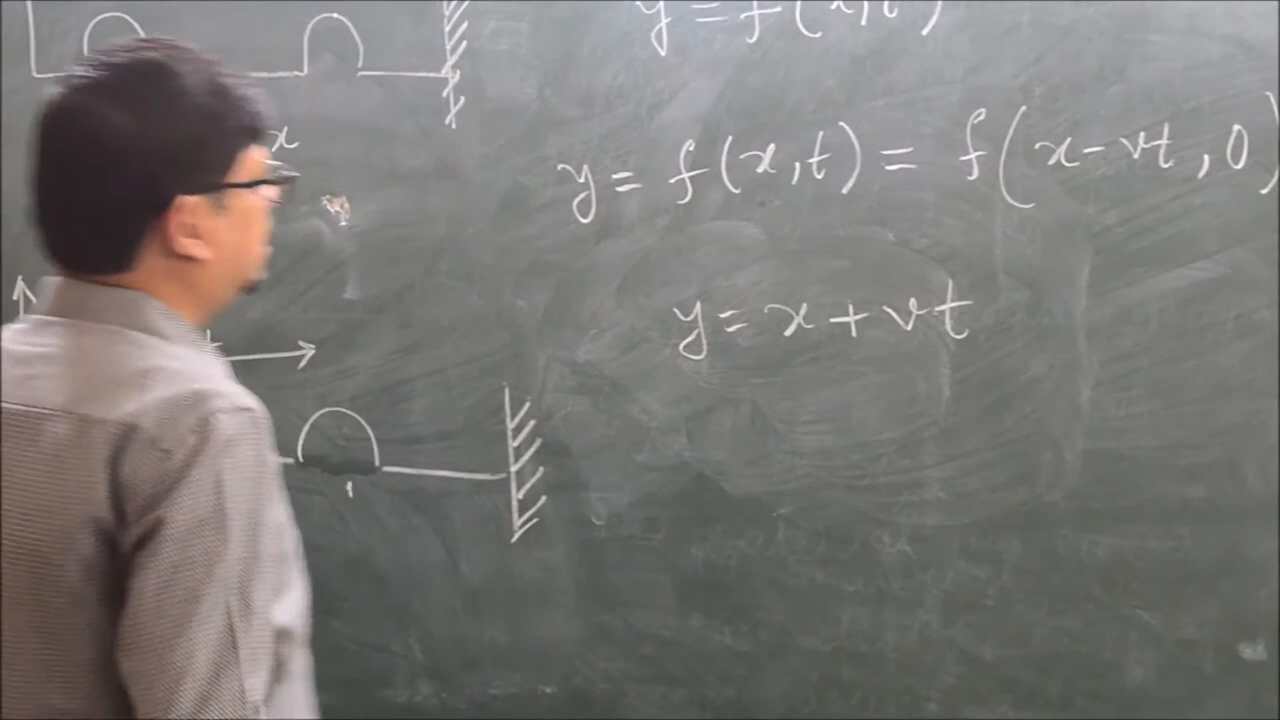 y = f(x,t)
x
y = f(x,t) = f(x-vt,0)
y = x + vt